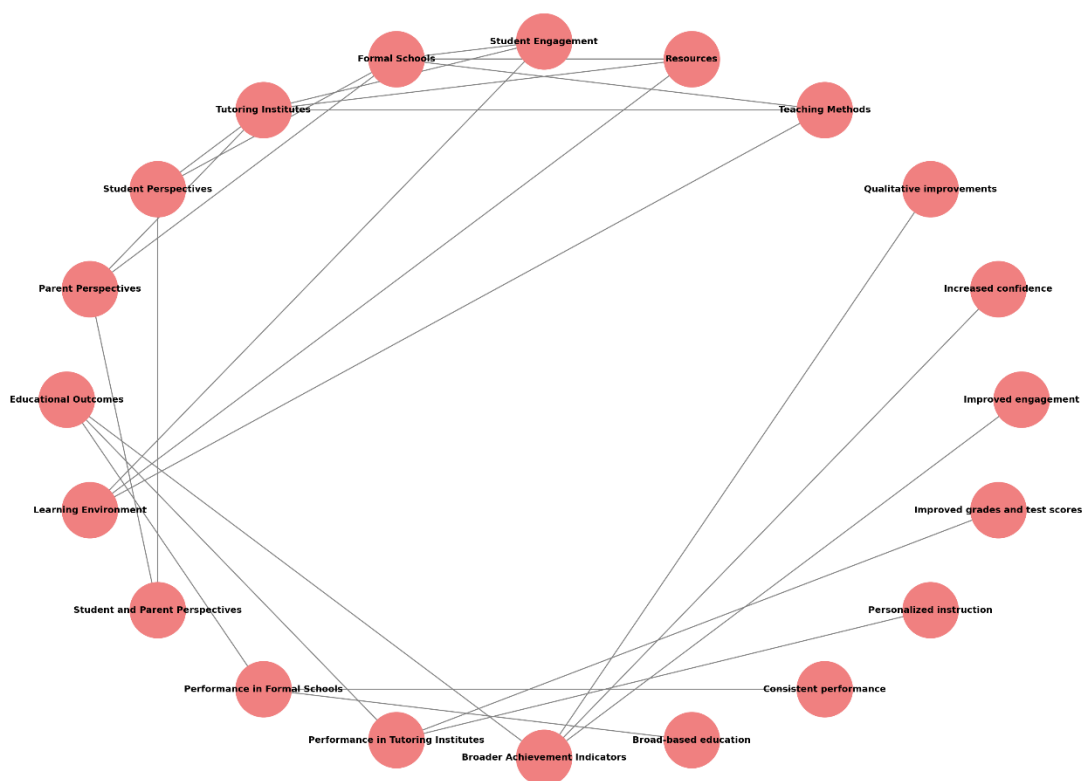 Student Engagement
Formal Schools
Resources
Tutoring Institutes
Teaching Methods
Student Perspectives
Qualitative improvements
Parent Perspectives
Increased confidence
Educational Outcomes
Improved engagement
Learning Environment
Improved grades and test scores
Student and Parent Perspectives
Personalized instruction
Performance in Formal Schools
Consistent performance
Performance in Tutoring Institutes
Broad-based education
Broader Achievement Indicators